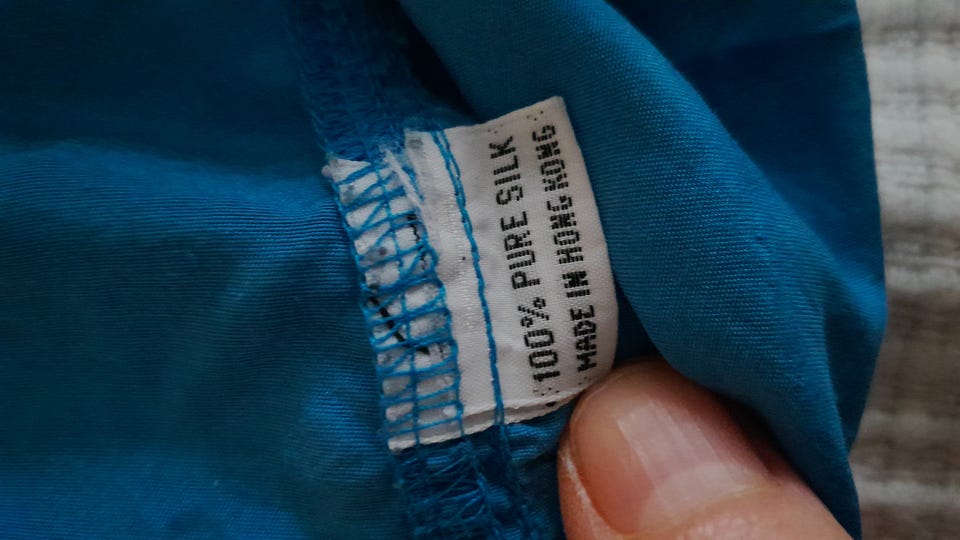 100% PURE SILK
MADE IN HONG KONG